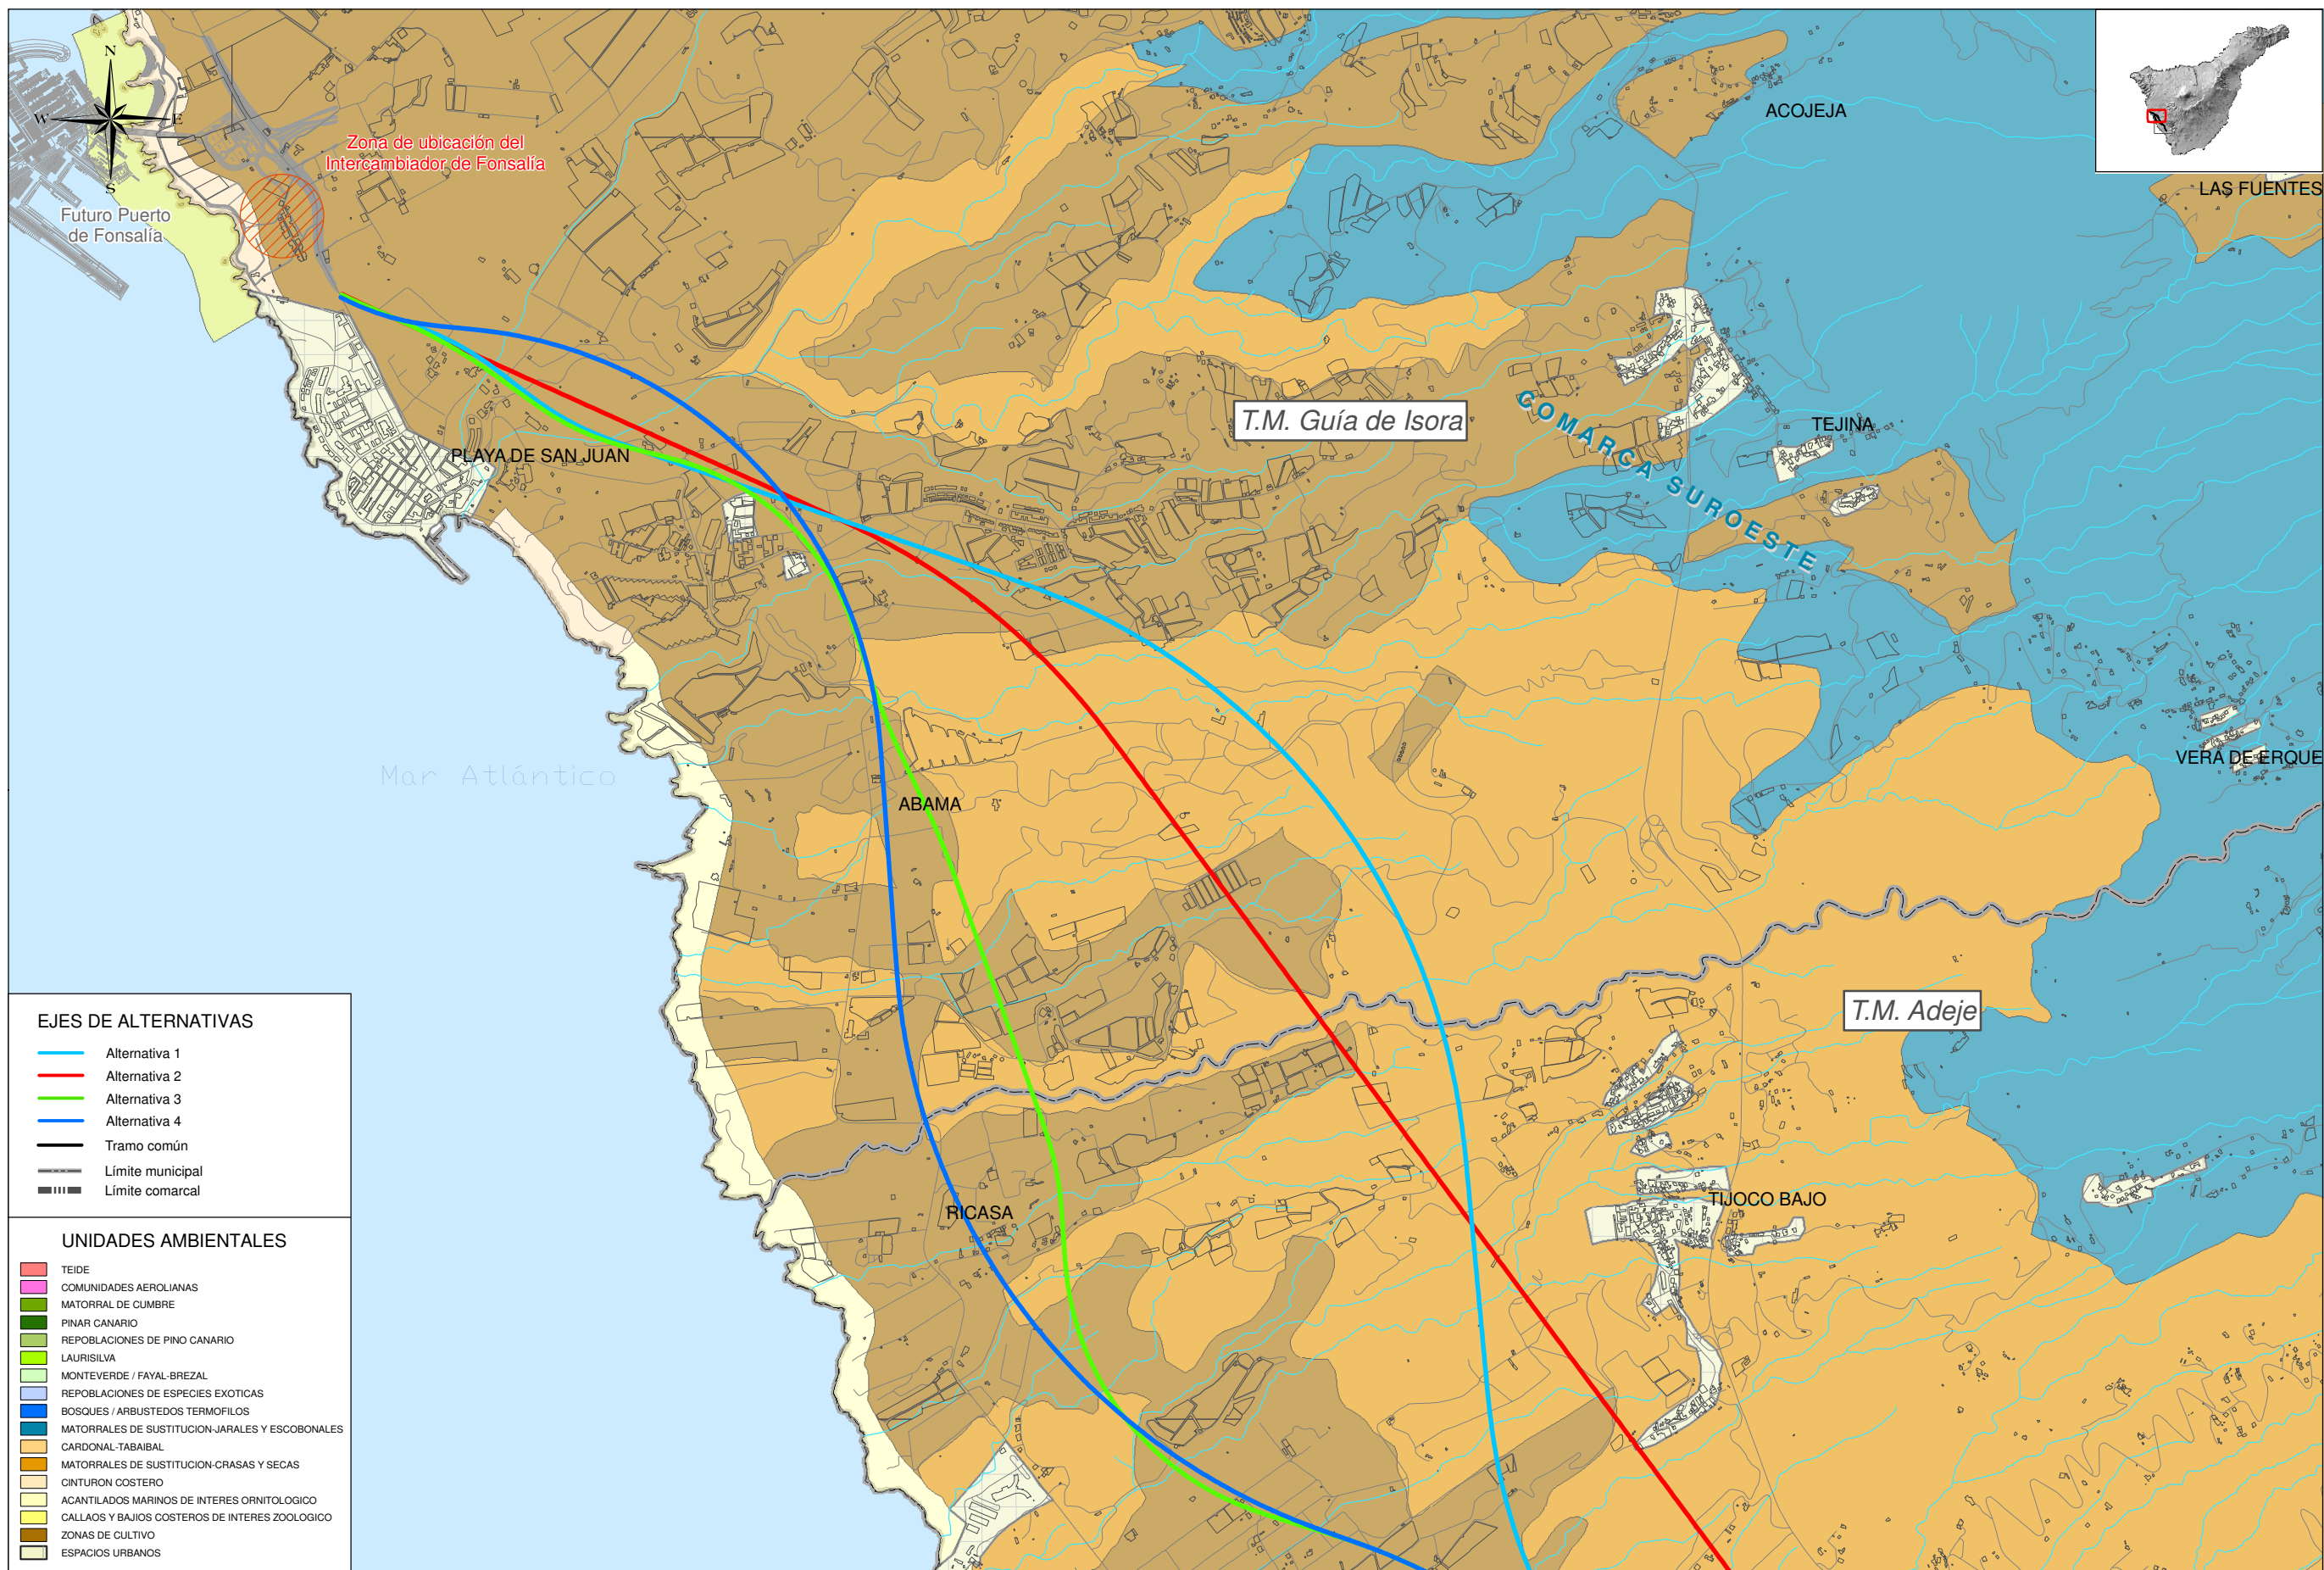 N
W
E
S
Zona de ubicación del
Intercambiador de Fonsalía
Futuro Puerto
de Fonsalía
ACOJEJA
LAS FUENTES
T.M. Guía de Isora
COMARCA SUROESTE
TEJINA
PLAYA DE SAN JUAN
VERA DE ERQUE
Mar Atlántico
ABAMA
T.M. Adeje
RICASA
TIJOCO BAJO
EJES DE ALTERNATIVAS
Alternativa 1
Alternativa 2
Alternativa 3
Alternativa 4
Tramo común
Límite municipal
Límite comarcal
UNIDADES AMBIENTALES
TEIDE
COMUNIDADES AEROLIANAS
MATORRAL DE CUMBRE
PINAR CANARIO
REPOBLACIONES DE PINO CANARIO
LAURISILVA
MONTEVERDE / FAYAL-BREZAL
REPOBLACIONES DE ESPECIES EXOTICAS
BOSQUES / ARBUSTEDOS TERMOFILOS
MATORRALES DE SUSTITUCION-JARALES Y ESCOBONALES
CARDONAL-TABAIBAL
MATORRALES DE SUSTITUCION-CRASAS Y SECAS
CINTURON COSTERO
ACANTILADOS MARINOS DE INTERES ORNITOLOGICO
CALLAOS Y BAJIOS COSTEROS DE INTERES ZOOLOGICO
ZONAS DE CULTIVO
ESPACIOS URBANOS